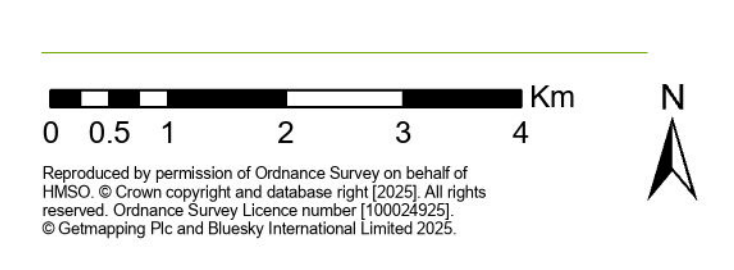 Km
N
0 0.5 1 2 3 4
Reproduced by permission of Ordnance Survey on behalf of
HMSO. © Crown copyright and database right [2025]. All rights
reserved. Ordnance Survey Licence number [100024925].
© Getmapping Plc and Bluesky International Limited 2025.